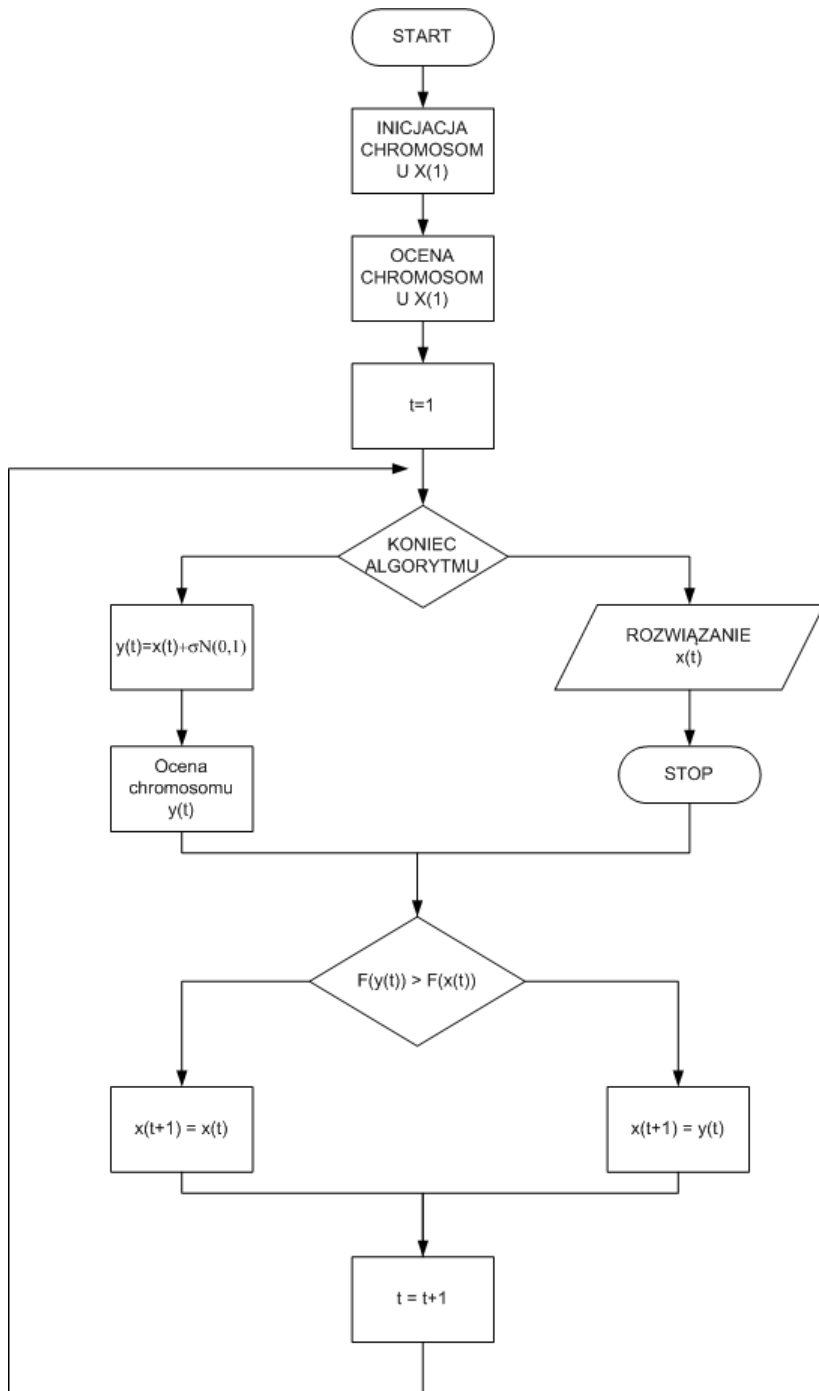 START
INICJACJA
CHROMOSOM
U X(1)
OCENA
CHROMOSOM
U X(1)
t=1
KONIEC
ALGORYTMU
y(t)=x(t)+σN(0,1)
ROZWIĄZANIE
x(t)
Ocena
chromosomu
y(t)
STOP
F(y(t)) > F(x(t))
x(t+1) = x(t)
x(t+1) = y(t)
t = t+1